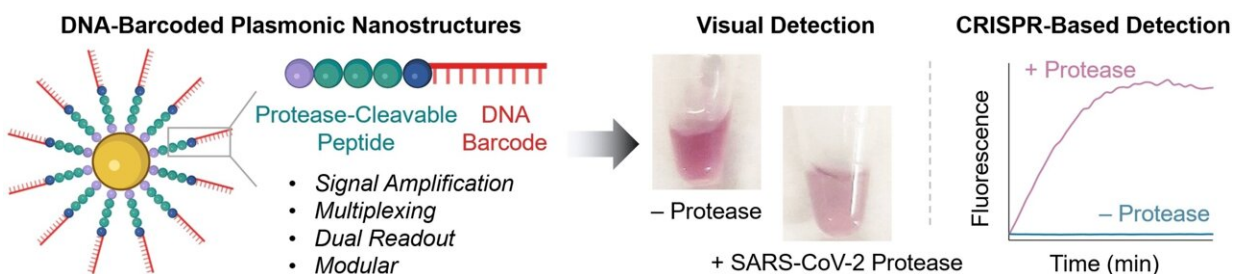 DNA-Barcoded Plasmonic Nanostructures
Protease-Cleavable
Peptide
DNA
Barcode
• Signal Amplification
• Multiplexing
• Dual Readout
• Modular
Visual Detection
– Protease
+ SARS-CoV-2 Protease
CRISPR-Based Detection
+ Protease
– Protease
Fluorescence
Time (min)